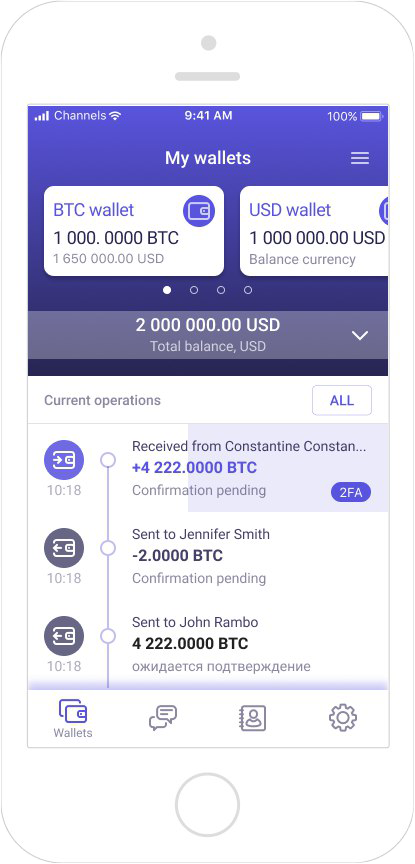 Channels 9:41 AM 100%
My wallets
BTC wallet
1 000. 0000 BTC
1 650 000.00 USD
USD wallet
1 000 000.00 USD
Balance currency
2 000 000.00 USD
Total balance, USD
Current operations
ALL
Received from Constantine Constan...
+4 222.0000 BTC
Confirmation pending
2FA
10:18
Sent to Jennifer Smith
-2.0000 BTC
Confirmation pending
10:18
Sent to John Rambo
4 222.0000 BTC
ожидается подтверждение
10:18
Wallets